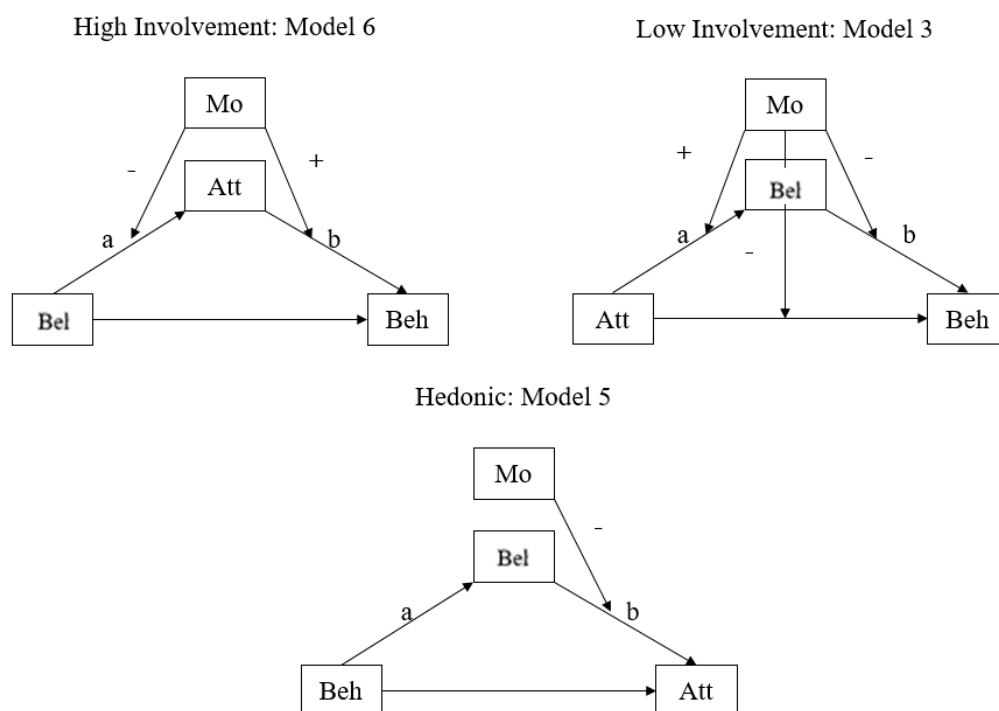 High Involvement: Model 6
Mo
-
+
Att
a
b
Bel
Beh
Low Involvement: Model 3
Mo
+
-
Bel
a
b
-
Att
Beh
Hedonic: Model 5
Mo
-
Bel
a
b
Beh
Att